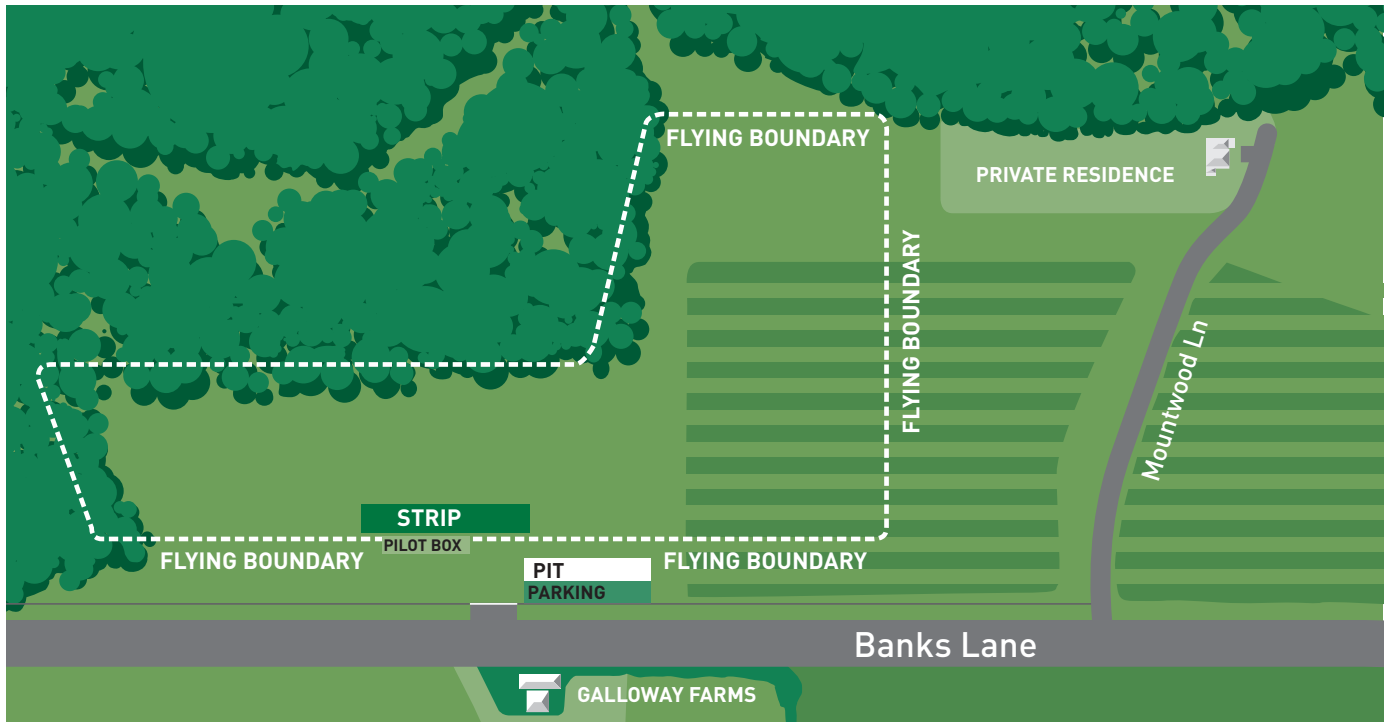 FLYING BOUNDARY
PRIVATE RESIDENCE
FLYING BOUNDARY
Mountwood Ln
STRIP
PILOT BOX
FLYING BOUNDARY
FLYING BOUNDARY
PIT
PARKING
Banks Lane
GALLOWAY FARMS